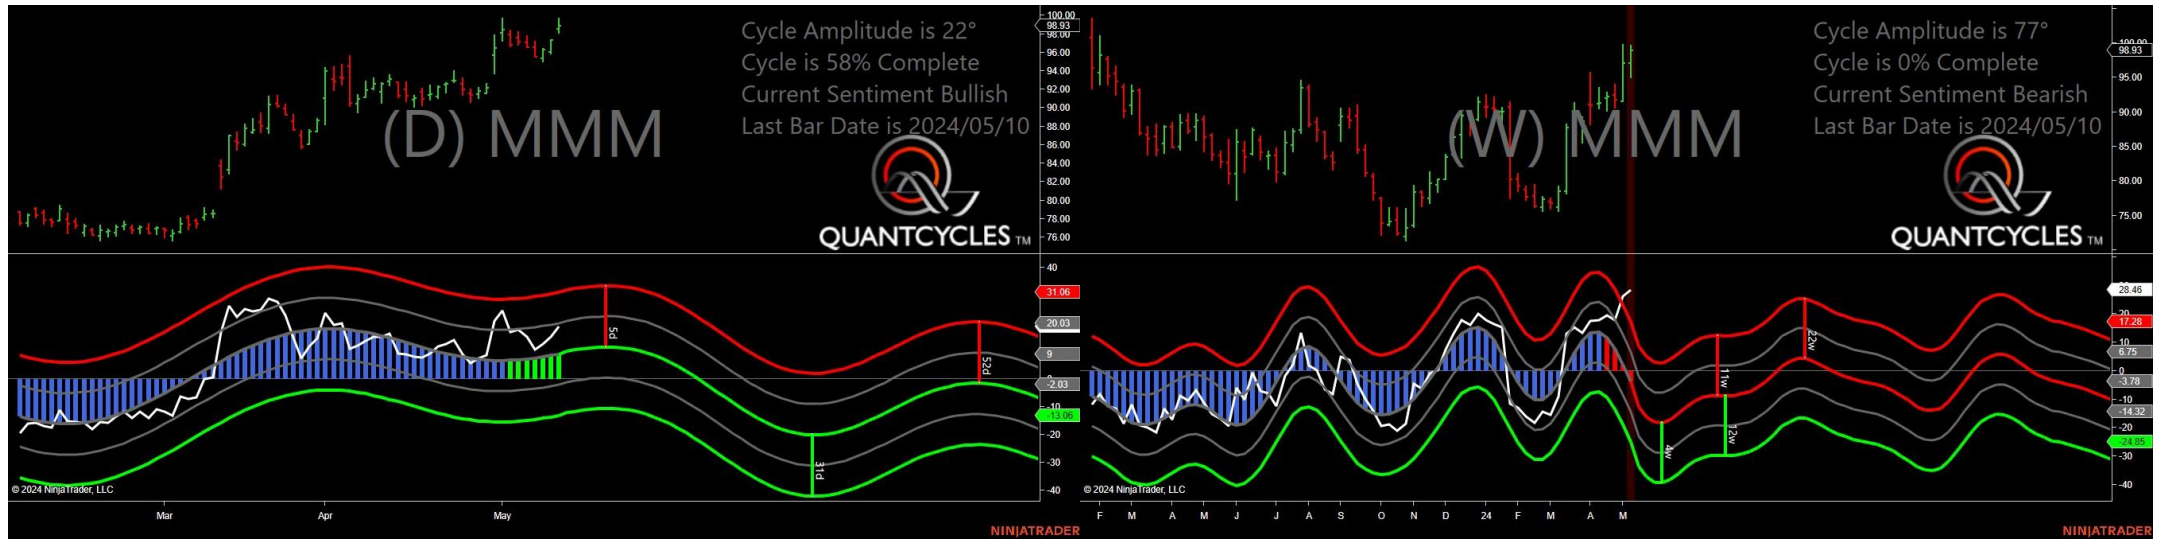 Cycle Amplitude is 22°
Cycle is 58% Complete
Current Sentiment Bullish
Last Bar Date is 2024/05/10
(D) MMM
QUANTCYCLES TM
100.00
98.93
98.00
96.00
94.00
92.00
90.00
88.00
86.00
84.00
82.00
80.00
78.00
76.00
40
31.06
20.03
9
0
-2.03
-10
-13.06
-20
-30
-40
5d
31d
52d
© 2024 NinjaTrader, LLC
Mar Apr May
NINJATRADER
Cycle Amplitude is 77°
Cycle is 0% Complete
Current Sentiment Bearish
Last Bar Date is 2024/05/10
(W) MMM
QUANTCYCLES TM
100.00
98.93
95.00
90.00
85.00
80.00
75.00
28.46
20
17.28
10
6.75
0
-3.78
-10
-14.32
-20
-24.85
-30
-40
4w
11w
12w
22w
© 2024 NinjaTrader, LLC
F M A M J J A S O N D 24 F M A M
NINJATRADER